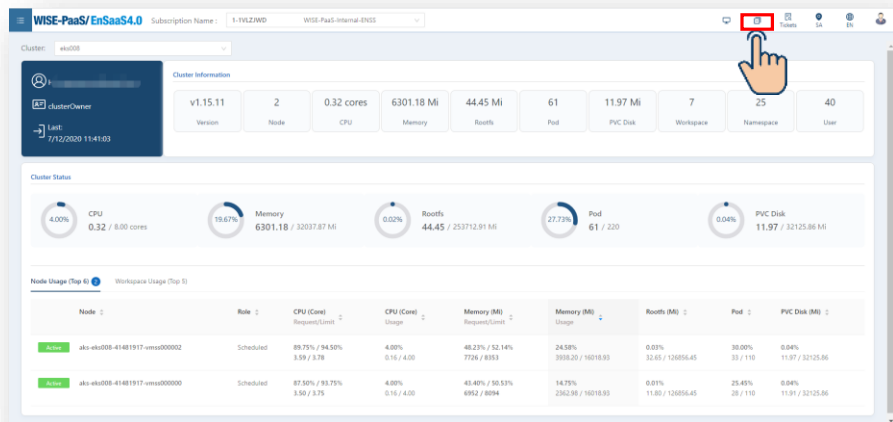 WISE-PaaS/ EnSaaS4.0 Subscription Name : 1-1VLZJWD WISE-PaaS-Internal-ENSS
Tickets SA EN
Cluster: eks008
clusterOwner
Last:
7/12/2020 11:41:03
Cluster Information
v1.15.11 2 0.32 cores 6301.18 Mi 44.45 Mi 61 11.97 Mi 7 25 40
Version Node CPU Memory Rootfs Pod PVC Disk Workspace Namespace User
Cluster Status
4.00% CPU 0.32 / 8.00 cores
19.67% Memory 6301.18 / 32037.87 Mi
0.02% Rootfs 44.45 / 253712.91 Mi
27.73% Pod 61 / 220
0.04% PVC Disk 11.97 / 32125.86 Mi
Node Usage (Top 6) 2 Workspace Usage (Top 5)
Node Role CPU (Core) CPU (Core) Memory (Mi) Memory (Mi) Rootfs (Mi) Pod PVC Disk (Mi)
Request/Limit Usage Request/Limit Usage
Active aks-eks008-41481917-vmss000002 Scheduled 89.75% / 94.50% 4.00% 48.23% / 52.14% 24.58% 0.03% 30.00% 0.04%
3.59 / 3.78 0.16 / 4.00 7726 / 8353 3938.20 / 16018.93 32.65 / 126856.45 33 / 110 11.97 / 32125.86
Active aks-eks008-41481917-vmss000000 Scheduled 87.50% / 93.75% 4.00% 43.40% / 50.53% 14.75% 0.01% 25.45% 0.04%
3.50 / 3.75 0.16 / 4.00 6952 / 8094 2362.98 / 16018.93 11.80 / 126856.45 28 / 110 11.91 / 32125.86